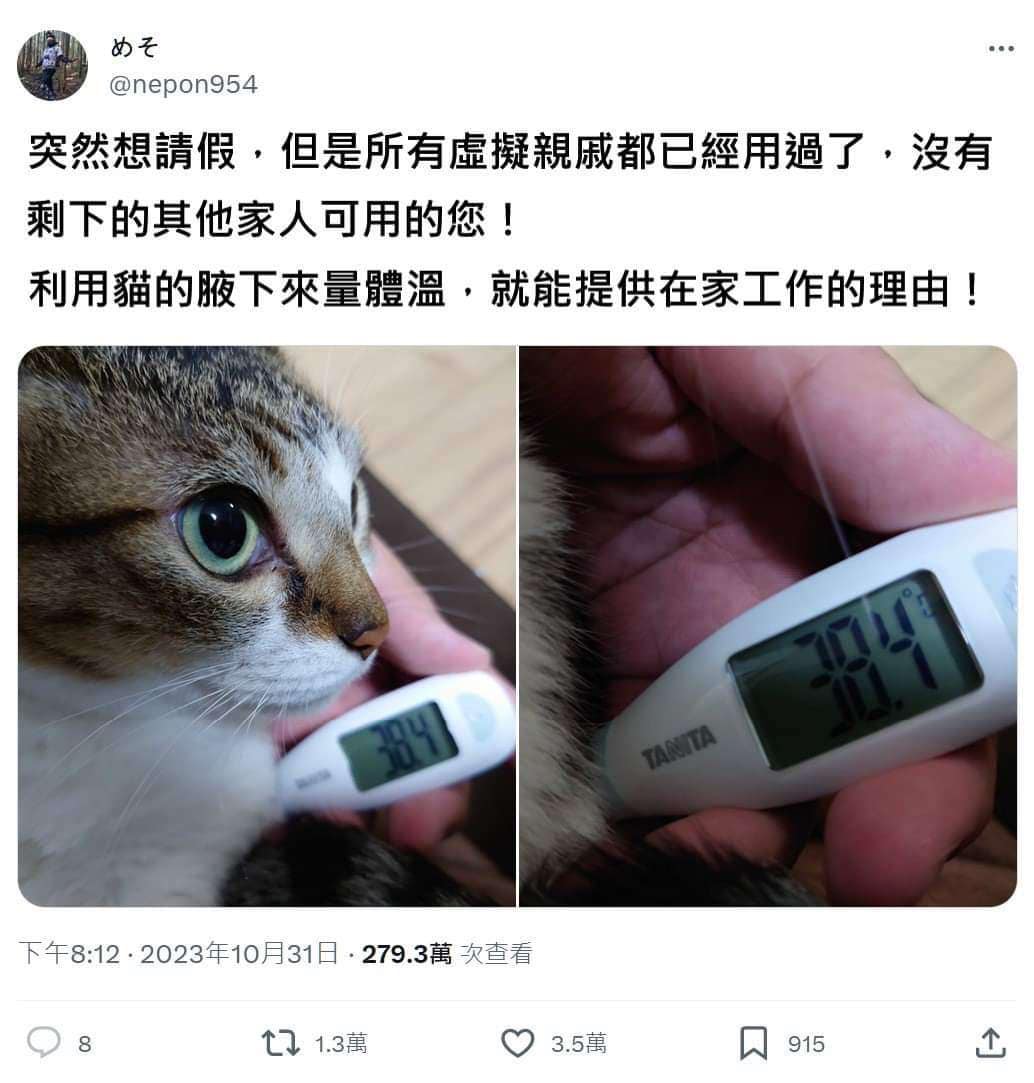 めそ
@nepon954
突然想請假，但是所有虛擬親戚都已經用過了，沒有
剩下的其他家人可用的您！
利用貓的腋下來量體溫，就能提供在家工作的理由！
38.4
TANITA
38.4
下午8:12 · 2023年10月31日 · 279.3萬 次查看
8
1.3萬
3.5萬
915